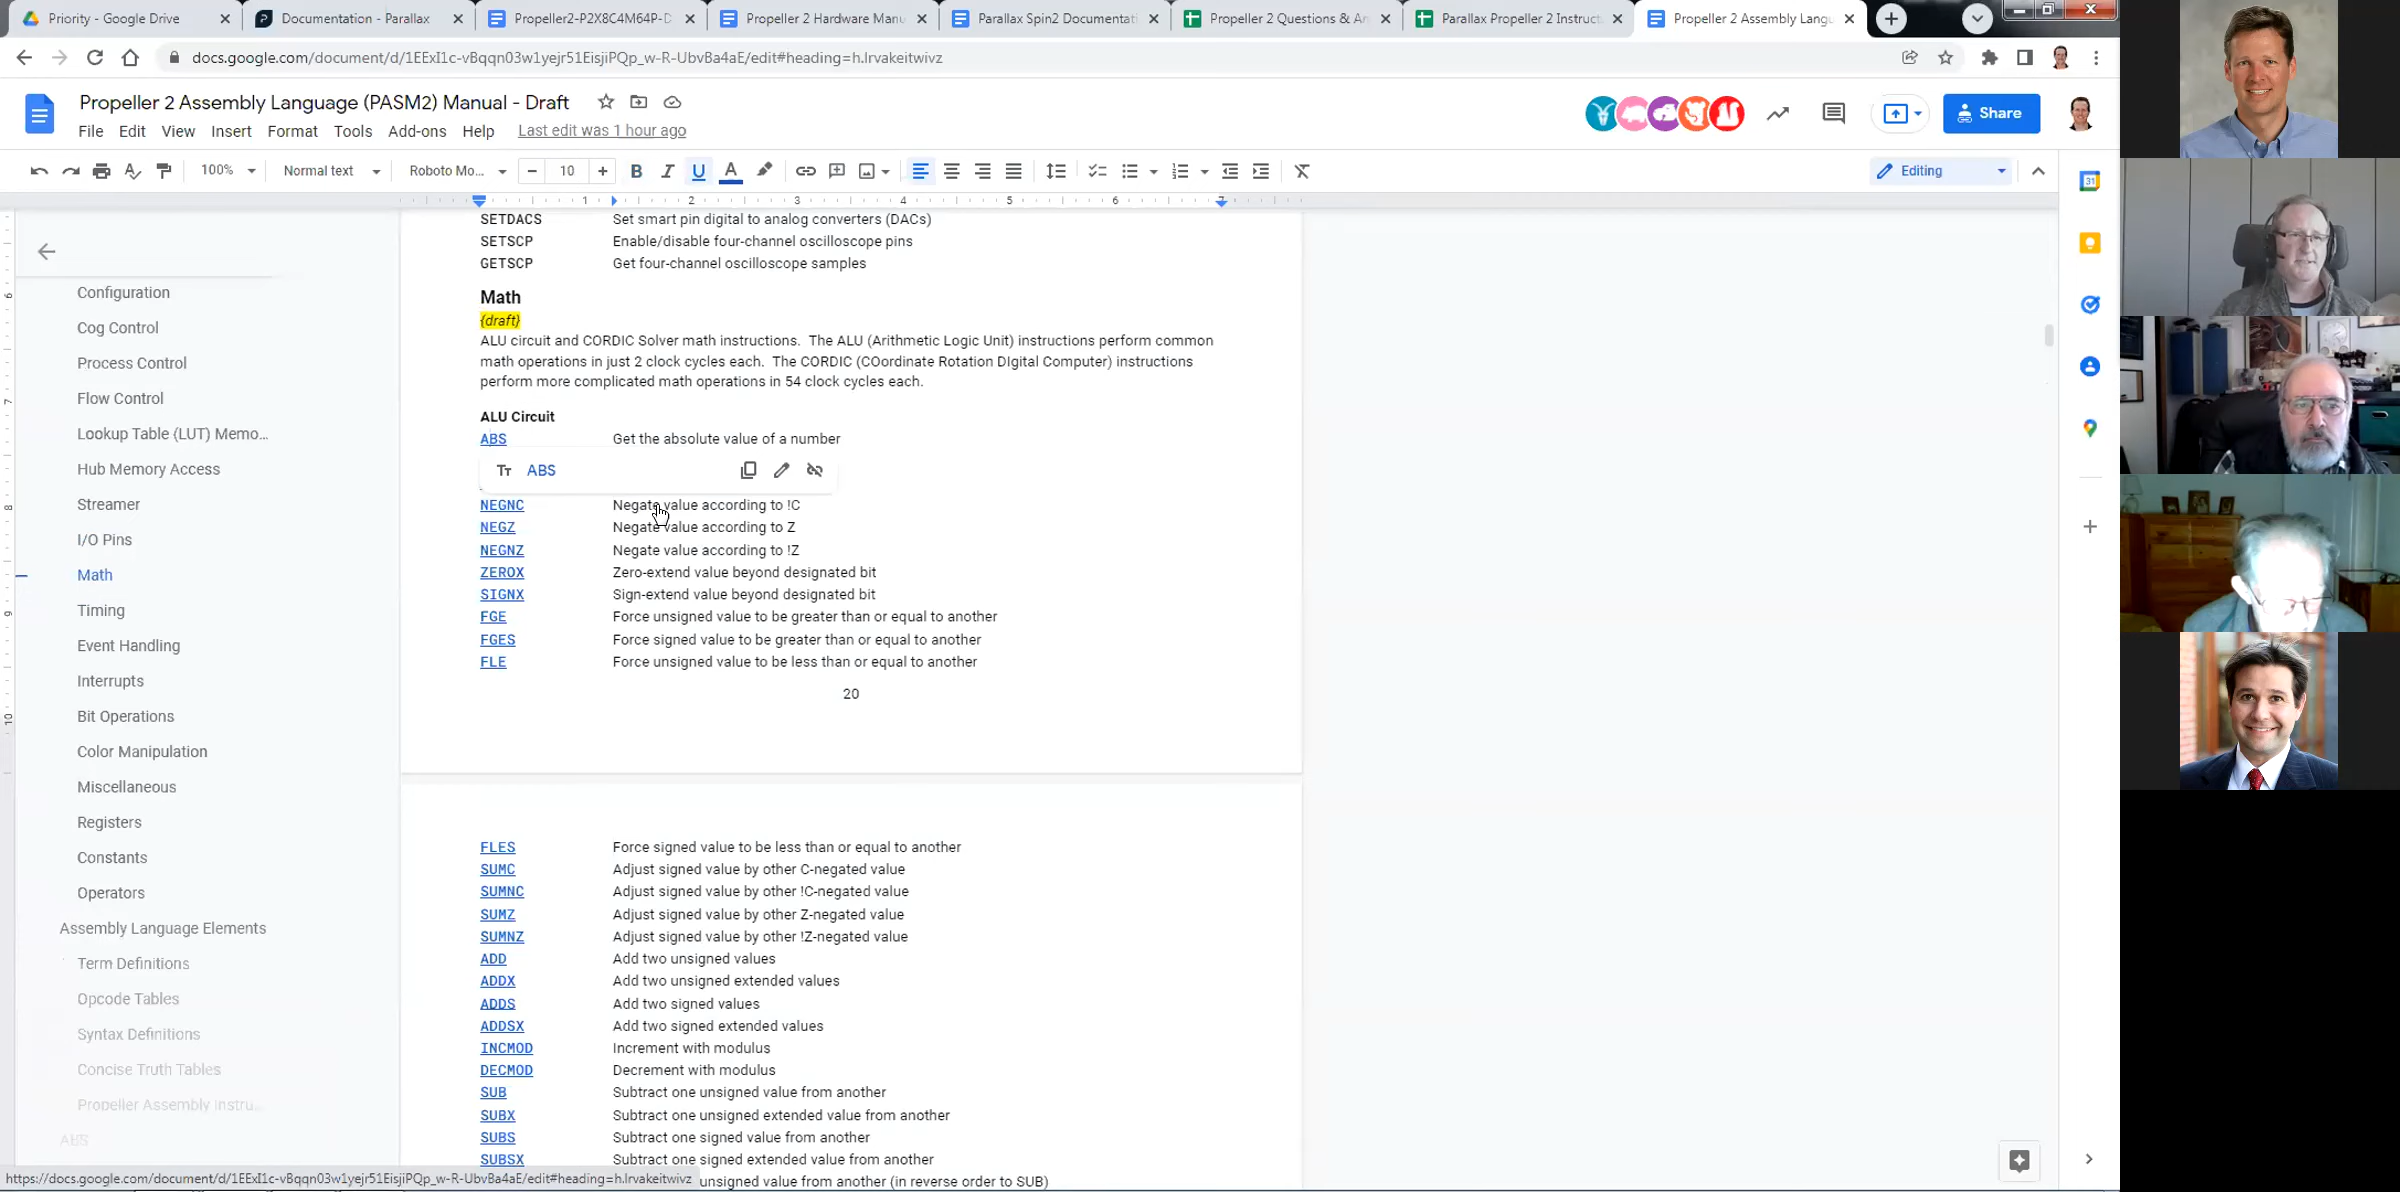 Priority - Google Drive
Documentation - Parallax
Propeller2-P2X8C4M64P-D
Propeller 2 Hardware Manu
Parallax Spin2 Documentati
Propeller 2 Questions & An
Parallax Propeller 2 Instruct
Propeller 2 Assembly Langu
docs.google.com/document/d/1EExI1c-vBqqn03w1yejr51EisjiPQp_w-R-UbvBa4aE/edit#heading=h.lrvakeitwivz
Propeller 2 Assembly Language (PASM2) Manual - Draft
File Edit View Insert Format Tools Add-ons Help Last edit was 1 hour ago
Share
100% Normal text Roboto Mo... 10 B I U A Editing
1 2 3 4 5 6 7
31
6
7
8
9
10
Configuration
Cog Control
Process Control
Flow Control
Lookup Table (LUT) Memo...
Hub Memory Access
Streamer
I/O Pins
Math
Timing
Event Handling
Interrupts
Bit Operations
Color Manipulation
Miscellaneous
Registers
Constants
Operators
Assembly Language Elements
Term Definitions
Opcode Tables
Syntax Definitions
Concise Truth Tables
Propeller Assembly Instru...
ABS
SETDACS Set smart pin digital to analog converters (DACs)
SETSCP Enable/disable four-channel oscilloscope pins
GETSCP Get four-channel oscilloscope samples
Math
{draft}
ALU circuit and CORDIC Solver math instructions. The ALU (Arithmetic Logic Unit) instructions perform common
math operations in just 2 clock cycles each. The CORDIC (COordinate Rotation DIgital Computer) instructions
perform more complicated math operations in 54 clock cycles each.
ALU Circuit
ABS Get the absolute value of a number
Tт ABS
NEGNC Negate value according to !C
NEGZ Negate value according to Z
NEGNZ Negate value according to !Z
ZEROX Zero-extend value beyond designated bit
SIGNX Sign-extend value beyond designated bit
FGE Force unsigned value to be greater than or equal to another
FGES Force signed value to be greater than or equal to another
FLE Force unsigned value to be less than or equal to another
20
FLES Force signed value to be less than or equal to another
SUMC Adjust signed value by other C-negated value
SUMNC Adjust signed value by other !C-negated value
SUMZ Adjust signed value by other Z-negated value
SUMNZ Adjust signed value by other !Z-negated value
ADD Add two unsigned values
ADDX Add two unsigned extended values
ADDS Add two signed values
ADDSX Add two signed extended values
INCMOD Increment with modulus
DECMOD Decrement with modulus
SUB Subtract one unsigned value from another
SUBX Subtract one unsigned extended value from another
SUBS Subtract one signed value from another
SUBSX Subtract one signed extended value from another
unsigned value from another (in reverse order to SUB)
https://docs.google.com/document/d/1EExI1c-vBqqn03w1yejr51EisjiPQp_w-R-UbvBa4aE/edit#heading=h.lrvakeitwivz